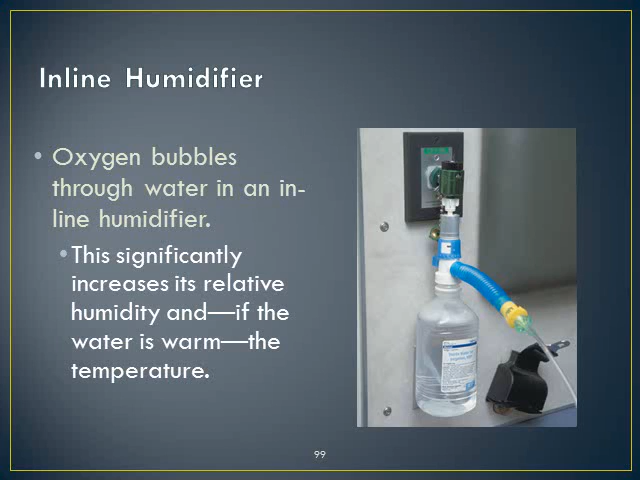 Inline Humidifier
• Oxygen bubbles
through water in an in-
line humidifier.
• This significantly
increases its relative
humidity and—if the
water is warm—the
temperature.
99